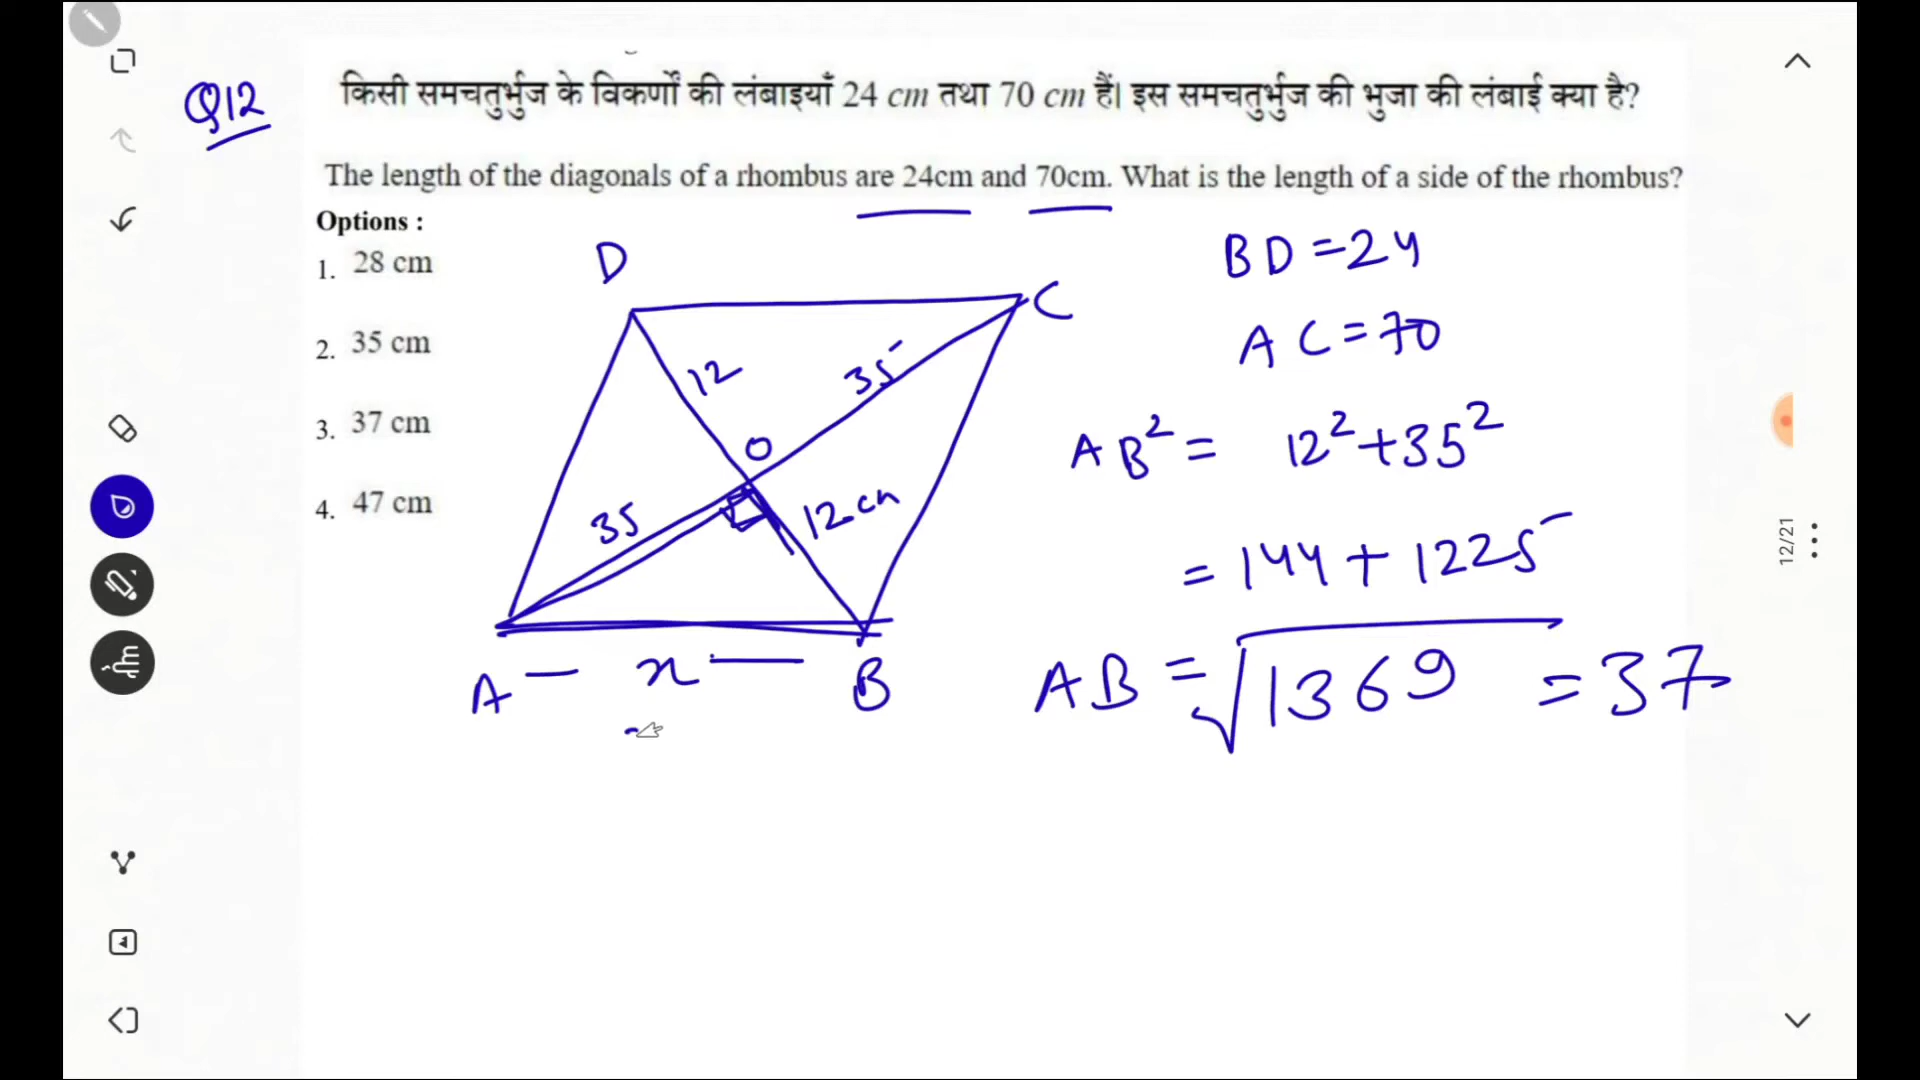 Q12
किसी समचतुर्भुज के विकर्णों की लंबाइयाँ 24 cm तथा 70 cm हैं। इस समचतुर्भुज की भुजा की लंबाई क्या है?
The length of the diagonals of a rhombus are 24cm and 70cm. What is the length of a side of the rhombus?
Options :
1. 28 cm
2. 35 cm
3. 37 cm
4. 47 cm
D
C
12
35
O
35
12cm
A
x
B
BD = 24
AC = 70
AB² = 12² + 35²
= 144 + 1225
AB = √1369 = 37
12/21